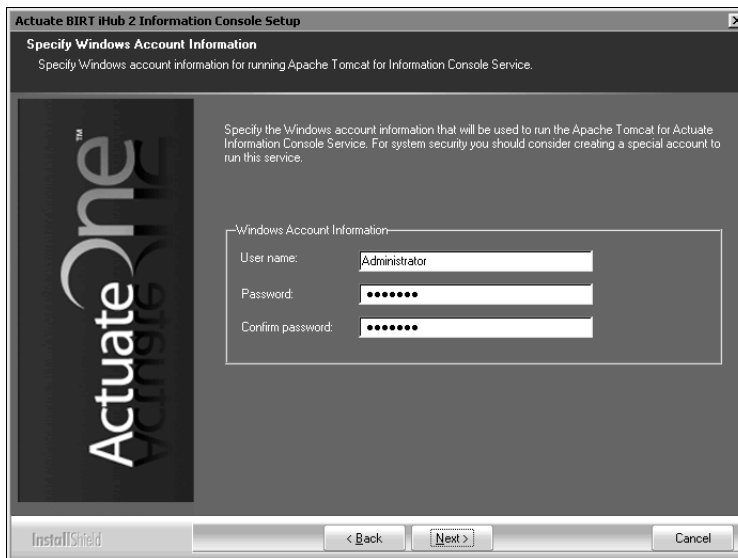 Actuate BIRT iHub 2 Information Console Setup
Specify Windows Account Information
Specify Windows account information for running Apache Tomcat for Information Console Service.
ActuateOne™
Specify the Windows account information that will be used to run the Apache Tomcat for Actuate
Information Console Service. For system security you should consider creating a special account to
run this service.
Windows Account Information
User name:
Administrator
Password:
●●●●●●●
Confirm password:
●●●●●●●
InstallShield
< Back
Next >
Cancel